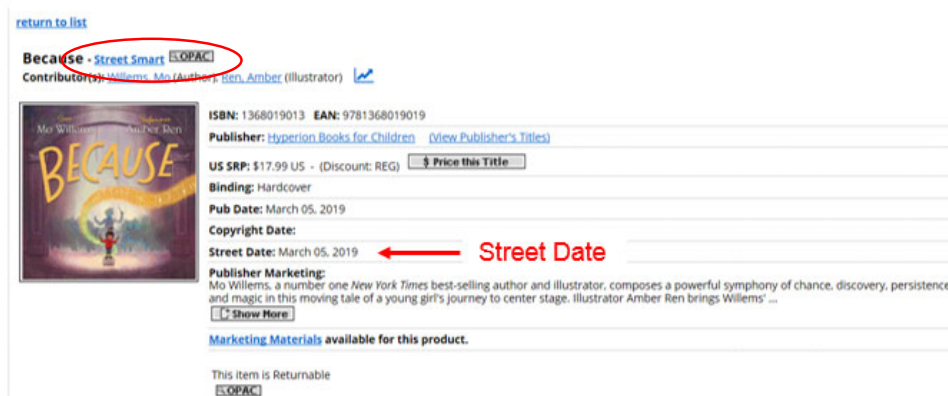 return to list
Because - Street Smart OPAC
Contributor(s): Willems, Mo (Author), Ren, Amber (Illustrator)
Mo Willems Amber Ren
BECAUSE
ISBN: 1368019013 EAN: 9781368019019
Publisher: Hyperion Books for Children (View Publisher's Titles)
US SRP: $17.99 US - (Discount: REG) $ Price this Title
Binding: Hardcover
Pub Date: March 05, 2019
Copyright Date:
Street Date: March 05, 2019 Street Date
Publisher Marketing:
Mo Willems, a number one New York Times best-selling author and illustrator, composes a powerful symphony of chance, discovery, persistence
and magic in this moving tale of a young girl's journey to center stage. Illustrator Amber Ren brings Willems' ...
Show More
Marketing Materials available for this product.
This item is Returnable
OPAC